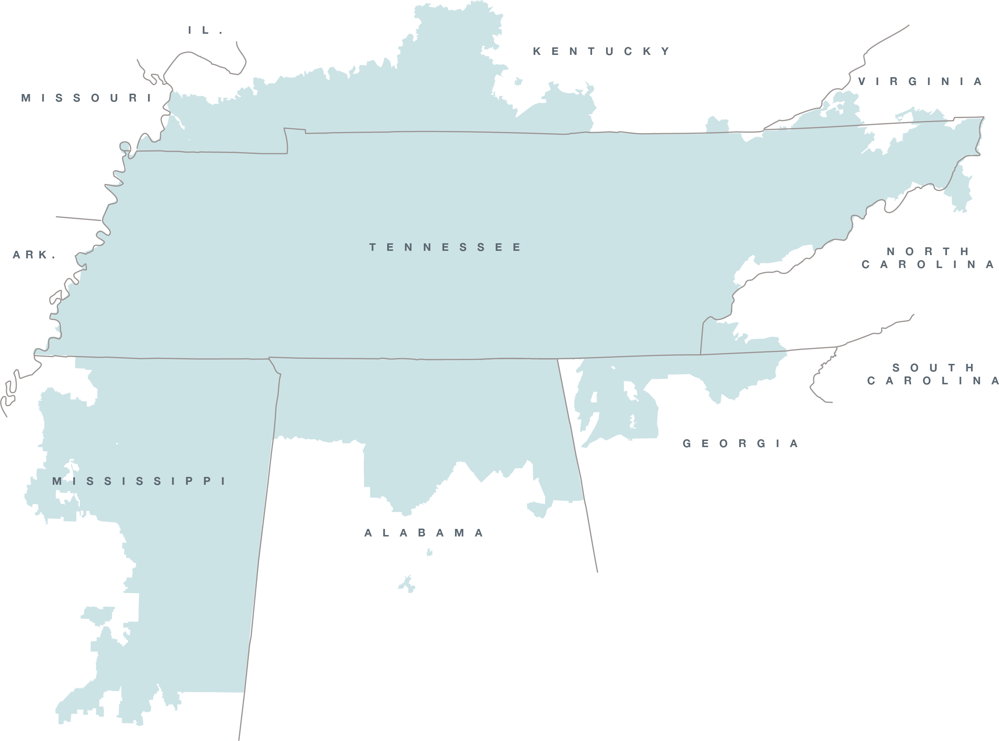 IL.
KENTUCKY
VIRGINIA
MISSOURI
TENNESSEE
ARK.
NORTH
CAROLINA
SOUTH
CAROLINA
GEORGIA
MISSISSIPPI
ALABAMA